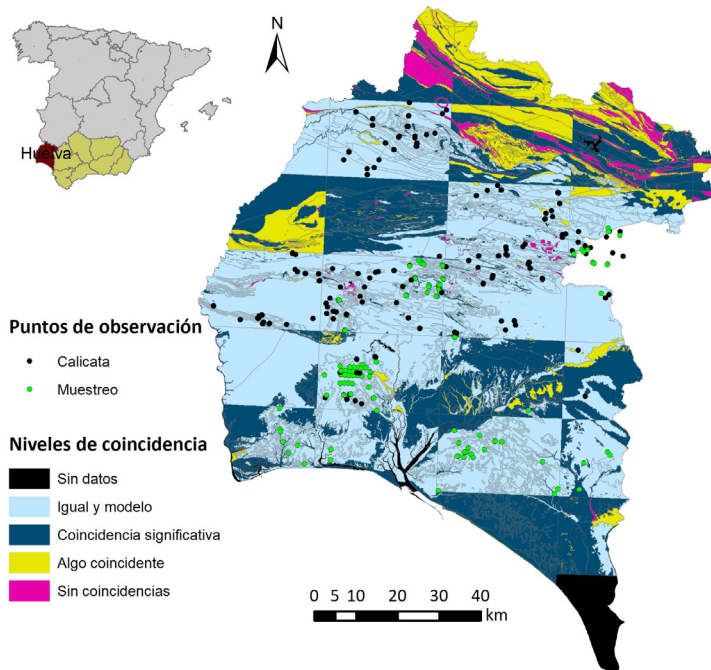 N
Huelva
Puntos de observación
Calicata
Muestreo
Niveles de coincidencia
Sin datos
Igual y modelo
Coincidencia significativa
Algo coincidente
Sin coincidencias
0 5 10 20 30 40
km